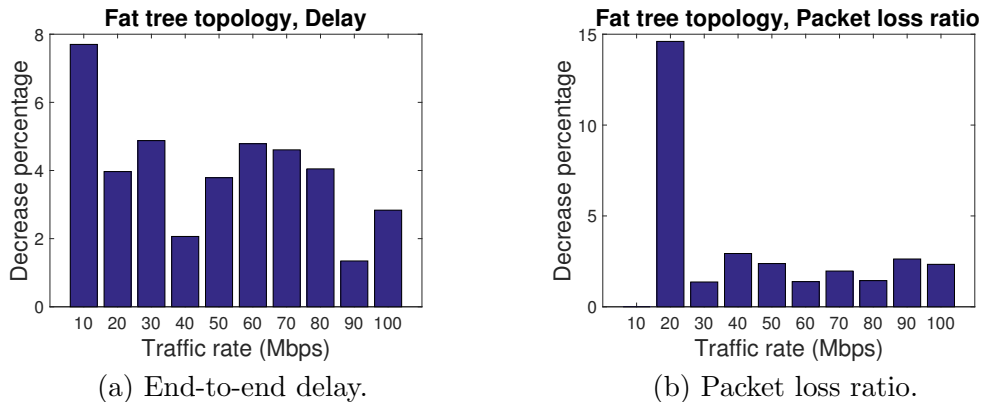 Fat tree topology, Delay
8
6
4
2
0
Decrease percentage
10 20 30 40 50 60 70 80 90 100
Traffic rate (Mbps)
(a) End-to-end delay.
Fat tree topology, Packet loss ratio
15
10
5
0
Decrease percentage
10 20 30 40 50 60 70 80 90 100
Traffic rate (Mbps)
(b) Packet loss ratio.